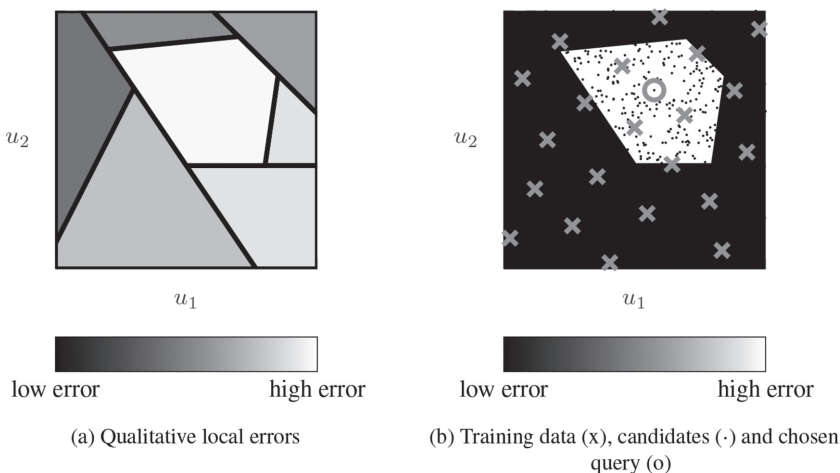 u2
u1
low error high error
(a) Qualitative local errors
u2
u1
low error high error
(b) Training data (x), candidates (·) and chosen
query (o)